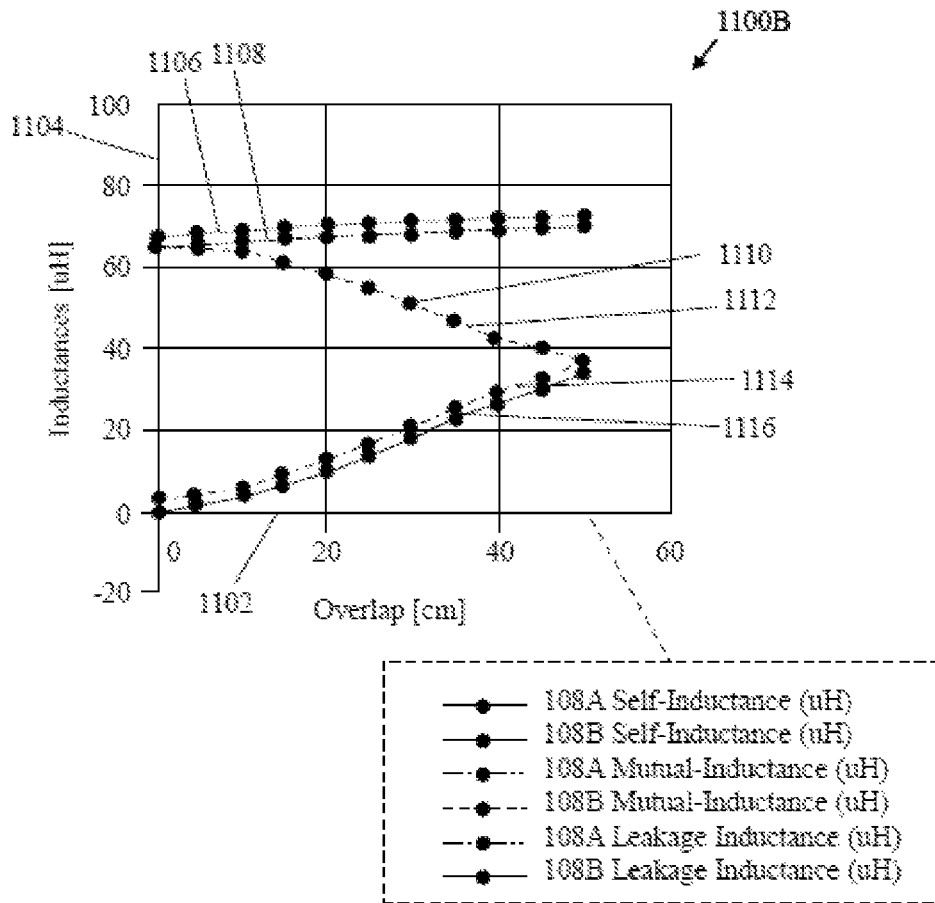 1100B
1106
1108
1104
100
80
60
40
20
0
-20
Inductances [uH]
1110
1112
1114
1116
0
20
40
60
1102
Overlap [cm]
108A Self-Inductance (uH)
108B Self-Inductance (uH)
108A Mutual-Inductance (uH)
108B Mutual-Inductance (uH)
108A Leakage Inductance (uH)
108B Leakage Inductance (uH)